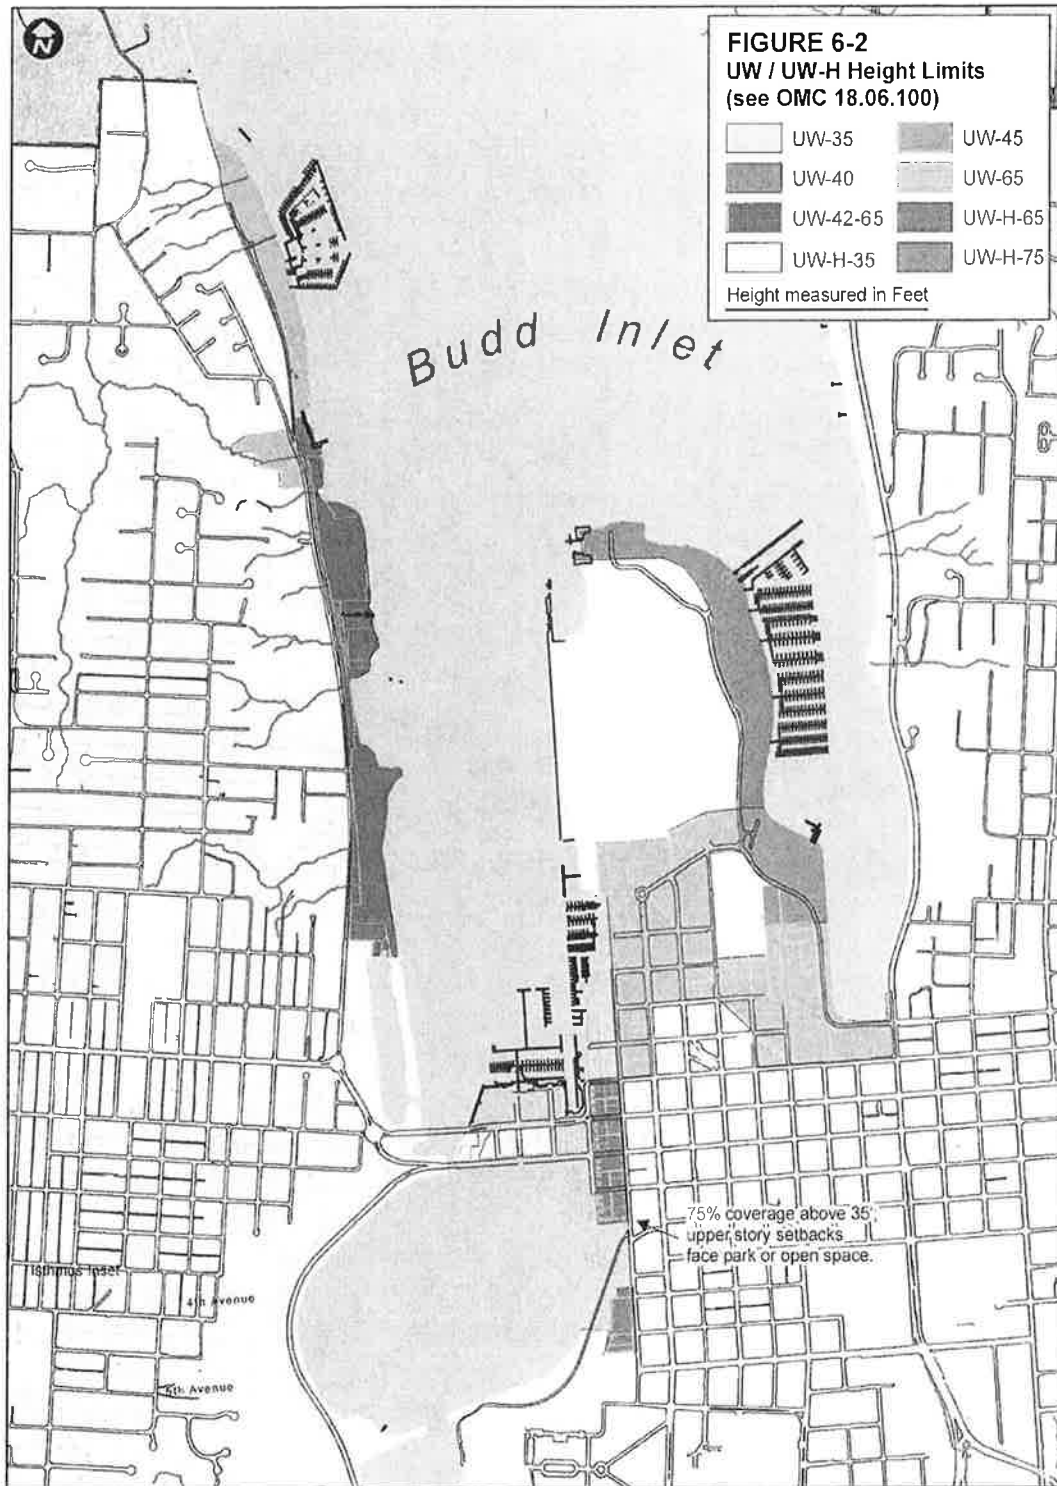 N
FIGURE 6-2
UW / UW-H Height Limits
(see OMC 18.06.100)
UW-35
UW-45
UW-40
UW-65
UW-42-65
UW-H-65
UW-H-35
UW-H-75
Height measured in Feet
Budd Inlet
75% coverage above 35'
upper story setbacks
face park or open space.
Isthmus Inset
4th Avenue
5th Avenue